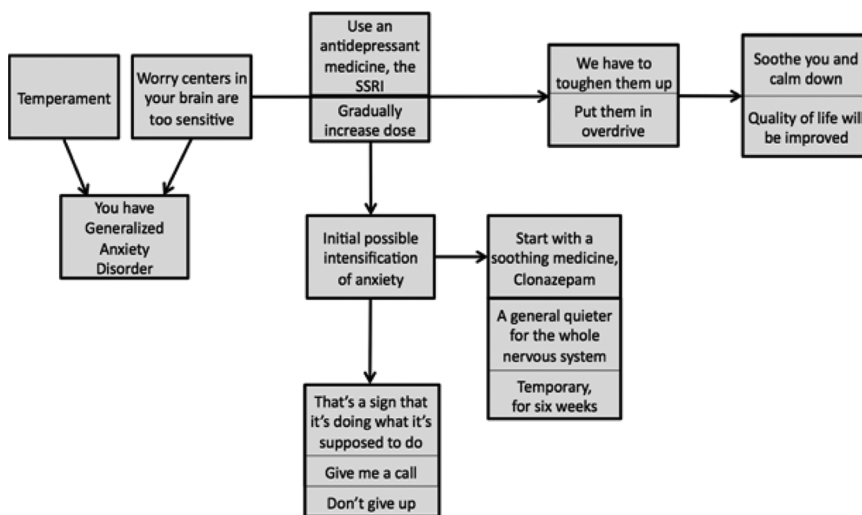 Temperament
Worry centers in
your brain are
too sensitive
You have
Generalized
Anxiety
Disorder
Use an
antidepressant
medicine, the
SSRI
Gradually
increase dose
We have to
toughen them up
Put them in
overdrive
Soothe you and
calm down
Quality of life will
be improved
Initial possible
intensification
of anxiety
Start with a
soothing medicine,
Clonazepam
A general quieter
for the whole
nervous system
Temporary,
for six weeks
That's a sign that
it's doing what it's
supposed to do
Give me a call
Don't give up